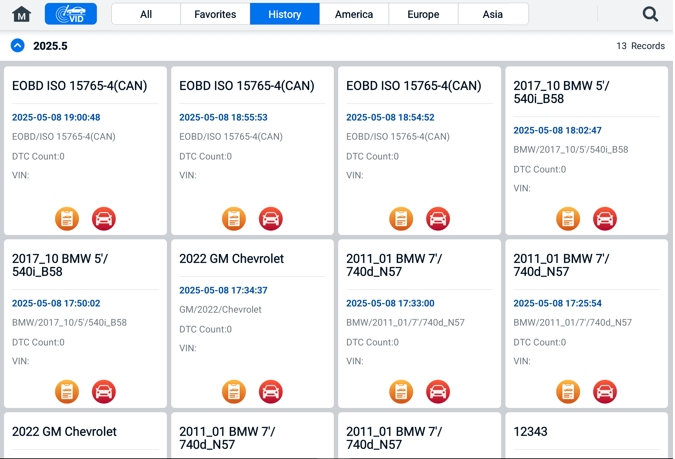 M
VID
All
Favorites
History
America
Europe
Asia
2025.5
13 Records
EOBD ISO 15765-4(CAN)
2025-05-08 19:00:48
EOBD/ISO 15765-4(CAN)
DTC Count:0
VIN:
EOBD ISO 15765-4(CAN)
2025-05-08 18:55:53
EOBD/ISO 15765-4(CAN)
DTC Count:0
VIN:
EOBD ISO 15765-4(CAN)
2025-05-08 18:54:52
EOBD/ISO 15765-4(CAN)
DTC Count:0
VIN:
2017_10 BMW 5'/
540i_B58
2025-05-08 18:02:47
BMW/2017_10/5'/540i_B58
DTC Count:0
VIN:
2017_10 BMW 5'/
540i_B58
2025-05-08 17:50:02
BMW/2017_10/5'/540i_B58
DTC Count:0
VIN:
2022 GM Chevrolet
2025-05-08 17:34:37
GM/2022/Chevrolet
DTC Count:0
VIN:
2011_01 BMW 7'/
740d_N57
2025-05-08 17:33:00
BMW/2011_01/7'/740d_N57
DTC Count:0
VIN:
2011_01 BMW 7'/
740d_N57
2025-05-08 17:25:54
BMW/2011_01/7'/740d_N57
DTC Count:0
VIN:
2022 GM Chevrolet
2011_01 BMW 7'/
740d_N57
2011_01 BMW 7'/
740d_N57
12343